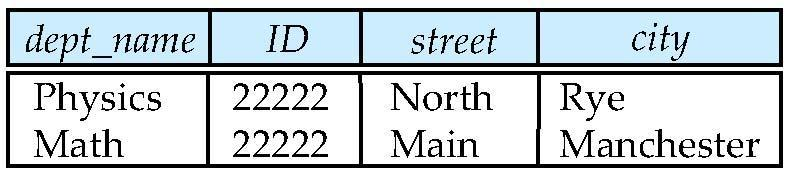 dept_name ID street city
Physics 22222 North Rye
Math 22222 Main Manchester